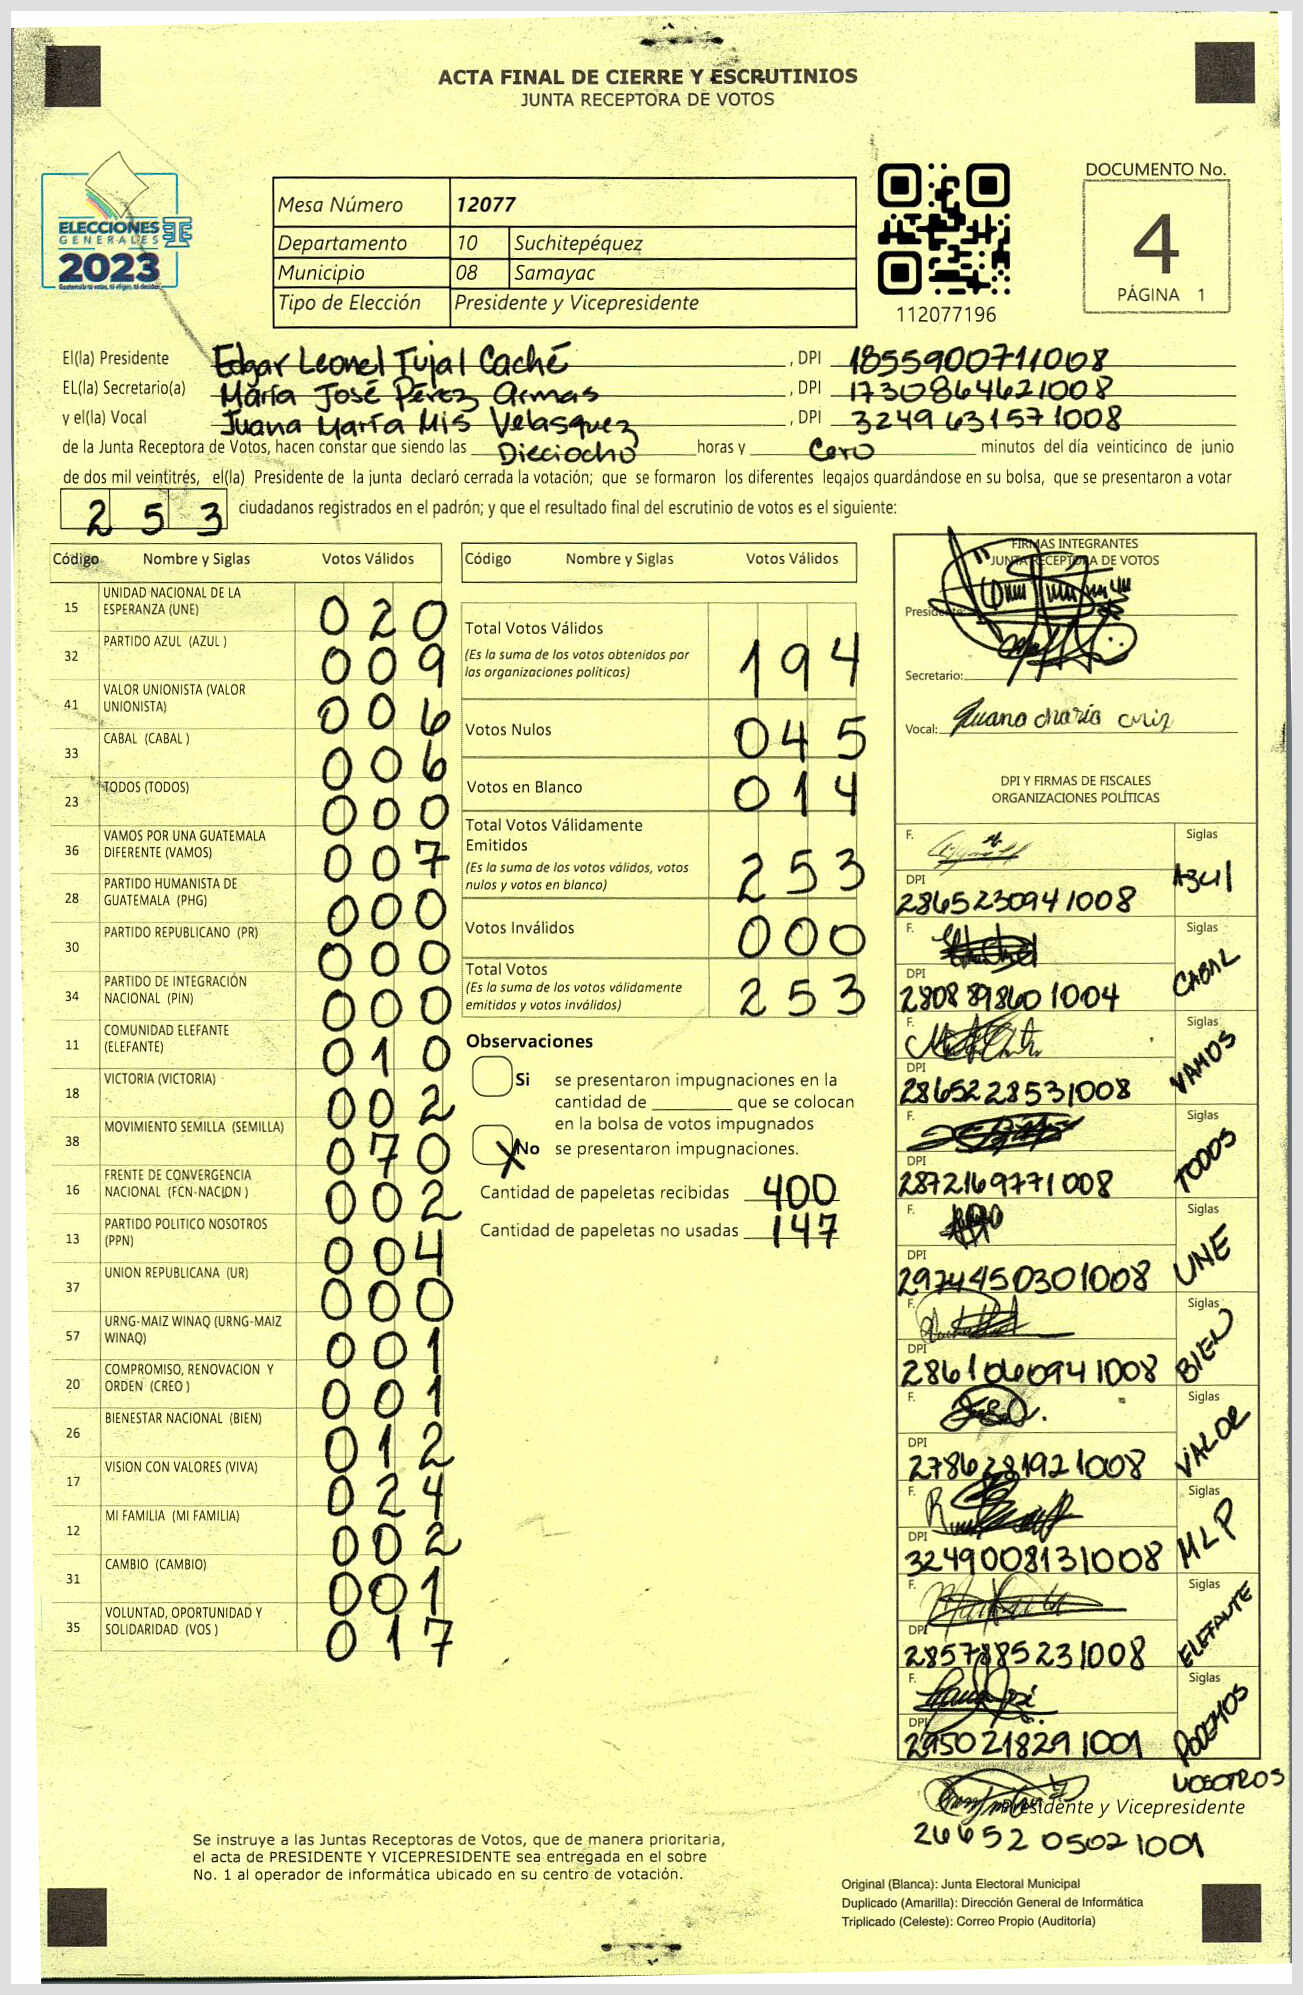 ACTA FINAL DE CIERRE Y ESCRUTINIOS
JUNTA RECEPTORA DE VOTOS
ELECCIONES
GENERALES
2023
TSE
Mesa Número 12077
Departamento 10 Suchitepéquez
Municipio 08 Samayac
Tipo de Elección Presidente y Vicepresidente
112077196
DOCUMENTO No.
4
PÁGINA 1
El(la) Presidente Edgar Leonel Tujal Caché , DPI 1855900711008
EL(la) Secretario(a) María José Pérez Armas , DPI 1730864621008
y el(la) Vocal Juana María Mis Velasquez , DPI 3249631571008
de la Junta Receptora de Votos, hacen constar que siendo las Dieciocho horas y Cero minutos del día veinticinco de junio
de dos mil veintitrés, el(la) Presidente de la junta declaró cerrada la votación; que se formaron los diferentes legajos guardándose en su bolsa, que se presentaron a votar
253 ciudadanos registrados en el padrón; y que el resultado final del escrutinio de votos es el siguiente:
Código Nombre y Siglas Votos Válidos
15 UNIDAD NACIONAL DE LA ESPERANZA (UNE) 020
32 PARTIDO AZUL (AZUL ) 009
41 VALOR UNIONISTA (VALOR UNIONISTA) 006
33 CABAL (CABAL ) 006
23 TODOS (TODOS) 000
36 VAMOS POR UNA GUATEMALA DIFERENTE (VAMOS) 007
28 PARTIDO HUMANISTA DE GUATEMALA (PHG) 000
30 PARTIDO REPUBLICANO (PR) 000
34 PARTIDO DE INTEGRACIÓN NACIONAL (PIN) 000
11 COMUNIDAD ELEFANTE (ELEFANTE) 010
18 VICTORIA (VICTORIA) 002
38 MOVIMIENTO SEMILLA (SEMILLA) 070
16 FRENTE DE CONVERGENCIA NACIONAL (FCN-NACION ) 002
13 PARTIDO POLITICO NOSOTROS (PPN) 004
37 UNION REPUBLICANA (UR) 000
57 URNG-MAIZ WINAQ (URNG-MAIZ WINAQ) 001
20 COMPROMISO, RENOVACION Y ORDEN (CREO ) 001
26 BIENESTAR NACIONAL (BIEN) 012
17 VISION CON VALORES (VIVA) 024
12 MI FAMILIA (MI FAMILIA) 002
31 CAMBIO (CAMBIO) 001
35 VOLUNTAD, OPORTUNIDAD Y SOLIDARIDAD (VOS ) 017
Código Nombre y Siglas Votos Válidos
Total Votos Válidos 194
(Es la suma de los votos obtenidos por
las organizaciones políticas)
Votos Nulos 045
Votos en Blanco 014
Total Votos Válidamente
Emitidos 253
(Es la suma de los votos válidos, votos
nulos y votos en blanco)
Votos Inválidos 000
Total Votos 253
(Es la suma de los votos válidamente
emitidos y votos inválidos)
Observaciones
Si se presentaron impugnaciones en la
cantidad de ________ que se colocan
en la bolsa de votos impugnados
X No se presentaron impugnaciones.
Cantidad de papeletas recibidas 400
Cantidad de papeletas no usadas 147
FIRMAS INTEGRANTES
JUNTA RECEPTORA DE VOTOS
Presidente:
Secretario:
Vocal: Juana María
DPI Y FIRMAS DE FISCALES
ORGANIZACIONES POLÍTICAS
F. Siglas
DPI 2865230941008 Azul
F. Siglas
DPI 2808898601004 CABAL
F. Siglas
DPI 2865228531008 VAMOS
F. Siglas
DPI 2872169771008 TODOS
F. Siglas
DPI 2974450301008 UNE
F. Siglas
DPI 2861060941008 BIEN
F. Siglas
DPI 2786281921008 VALOR
F. Siglas
DPI 3249008131008 MLP
F. Siglas
DPI 2857885231008 ELEFANTE
F. Siglas
DPI 2950218291001 PODEMOS
NOSOTROS
Presidente y Vicepresidente
2665205021001
Se instruye a las Juntas Receptoras de Votos, que de manera prioritaria,
el acta de PRESIDENTE Y VICEPRESIDENTE sea entregada en el sobre
No. 1 al operador de informática ubicado en su centro de votación.
Original (Blanca): Junta Electoral Municipal
Duplicado (Amarilla): Dirección General de Informática
Triplicado (Celeste): Correo Propio (Auditoría)